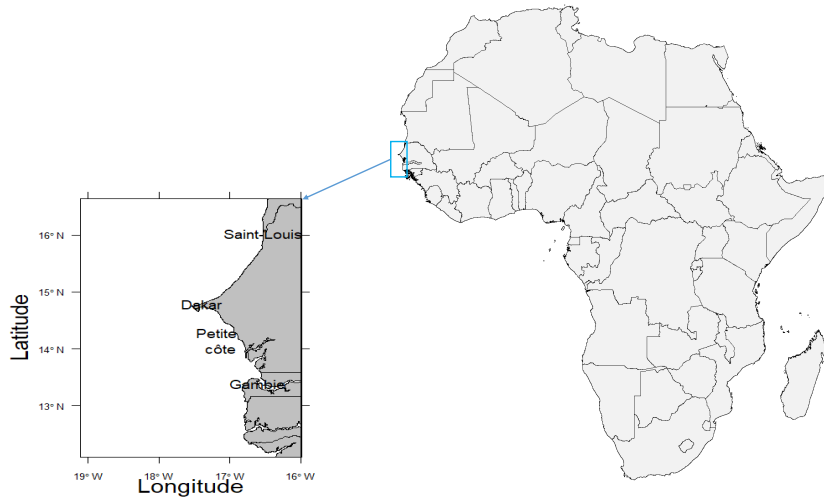 Saint-Louis
16° N
Dakar
15° N
Petite
côte
14° N
Gambie
13° N
Latitude
19° W
18° W
17° W
16° W
Longitude